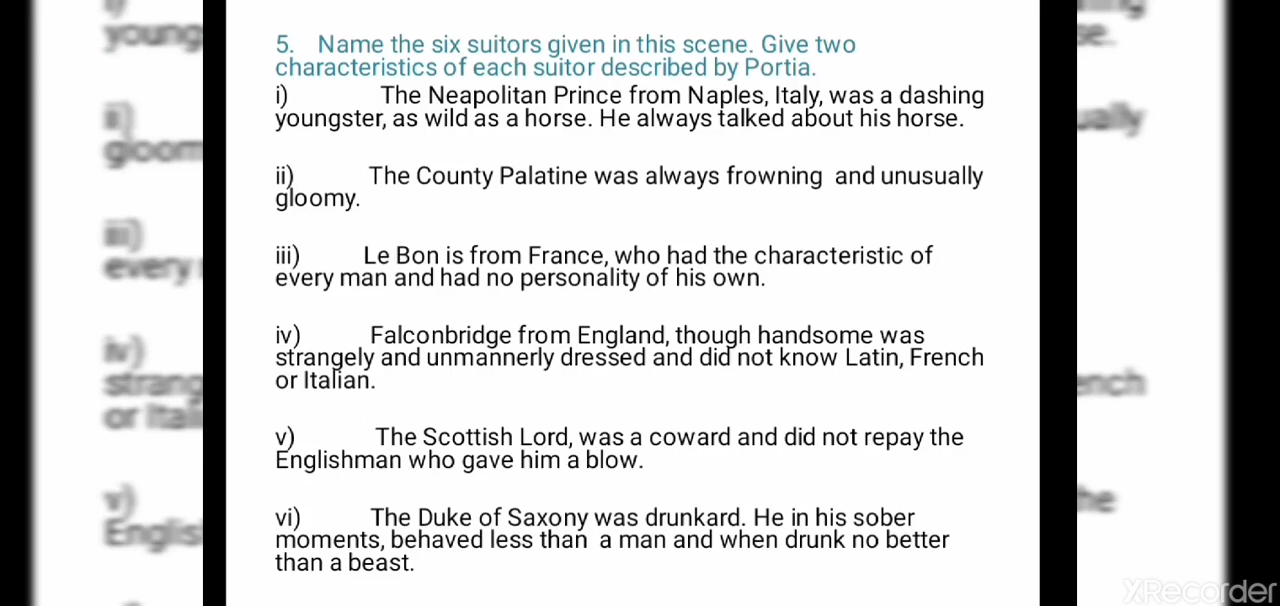 5. Name the six suitors given in this scene. Give two
characteristics of each suitor described by Portia.
i) The Neapolitan Prince from Naples, Italy, was a dashing
youngster, as wild as a horse. He always talked about his horse.
ii) The County Palatine was always frowning and unusually
gloomy.
iii) Le Bon is from France, who had the characteristic of
every man and had no personality of his own.
iv) Falconbridge from England, though handsome was
strangely and unmannerly dressed and did not know Latin, French
or Italian.
v) The Scottish Lord, was a coward and did not repay the
Englishman who gave him a blow.
vi) The Duke of Saxony was drunkard. He in his sober
moments, behaved less than a man and when drunk no better
than a beast.
XRecorder